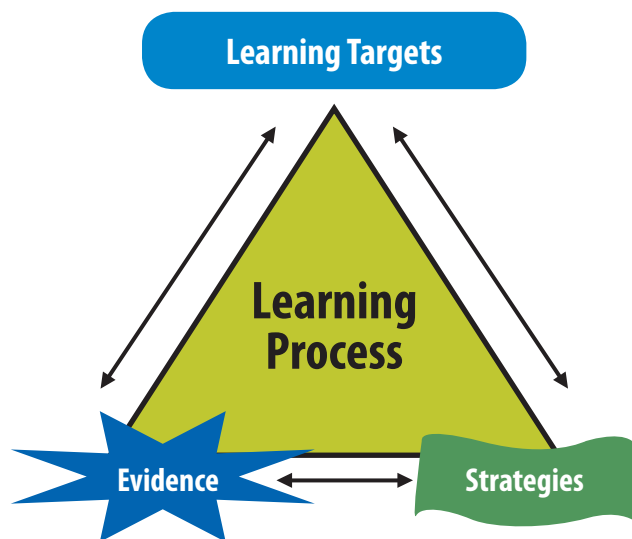 Learning Targets
Learning
Process
Evidence
Strategies